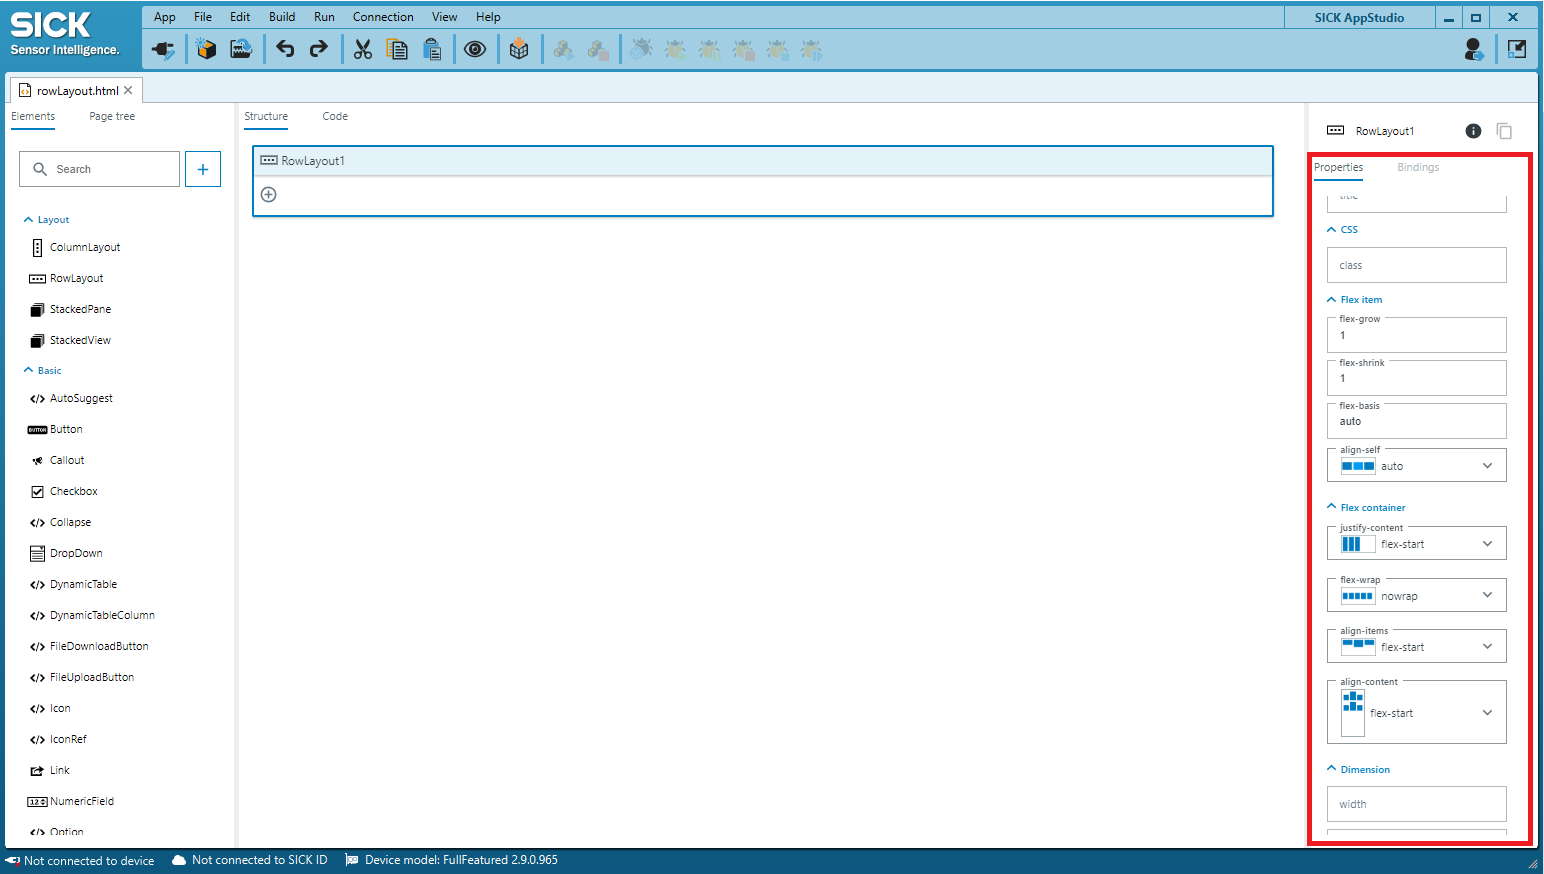 SICK
Sensor Intelligence.
App File Edit Build Run Connection View Help
SICK AppStudio
rowLayout.html
Elements Page tree
Search
Layout
ColumnLayout
RowLayout
StackedPane
StackedView
Basic
AutoSuggest
Button
Callout
Checkbox
Collapse
DropDown
DynamicTable
DynamicTableColumn
FileDownloadButton
FileUploadButton
Icon
IconRef
Link
NumericField
Option
Structure Code
RowLayout1
RowLayout1
Properties Bindings
title
CSS
class
Flex item
flex-grow
1
flex-shrink
1
flex-basis
auto
align-self
auto
Flex container
justify-content
flex-start
flex-wrap
nowrap
align-items
flex-start
align-content
flex-start
Dimension
width
Not connected to device Not connected to SICK ID Device model: FullFeatured 2.9.0.965